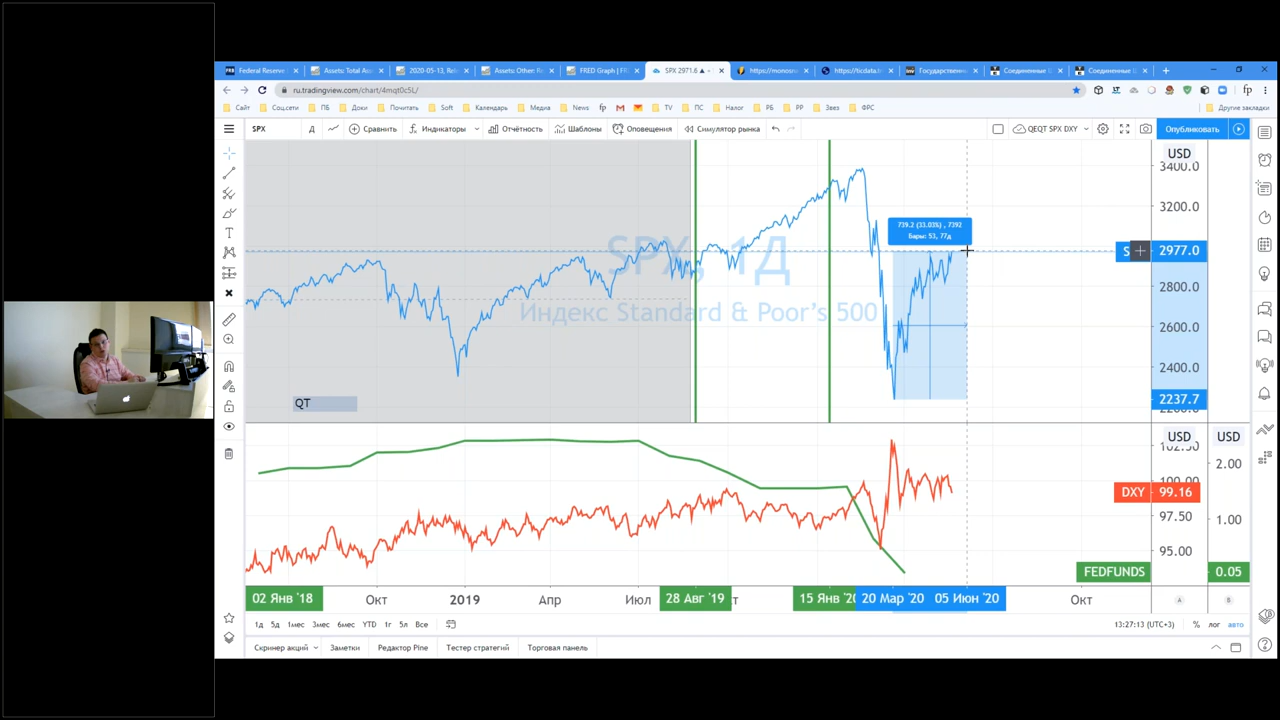 Federal Reserve
Assets: Total Ass
2020-05-13, Rele
Assets: Other: Re
FRED Graph | FR
SPX 2971.6 ▲
https://monosn
https://ticdata.tr
Государственн
Соединенные Ш
Соединенные Ш
ru.tradingview.com/chart/4mqt0c5L/
Сайт Соц.сети ПБ Доки Почитать Soft Календарь Медиа News fp TV ПС Налог РБ РР Звез ФРС Другие закладки
SPX Д Сравнить Индикаторы Отчётность Шаблоны Оповещения Симулятор рынка QEQT SPX DXY Опубликовать
USD
3400.0
3200.0
739.2 (33.03%) , 7392
Бары: 53, 77д
SPX, 1Д
S
2977.0
2800.0
Индекс Standard & Poor's 500
2600.0
2400.0
QT
2237.7
USD USD
2.00
100.00
DXY 99.16
97.50
1.00
95.00
FEDFUNDS 0.05
02 Янв '18 Окт 2019 Апр Июл 28 Авг '19 15 Янв '20 20 Мар '20 05 Июн '20 Окт
A
B
1д 5д 1мес 3мес 6мес YTD 1г 5л Все 13:27:13 (UTC+3) % лог авто
Скринер акций Заметки Редактор Pine Тестер стратегий Торговая панель